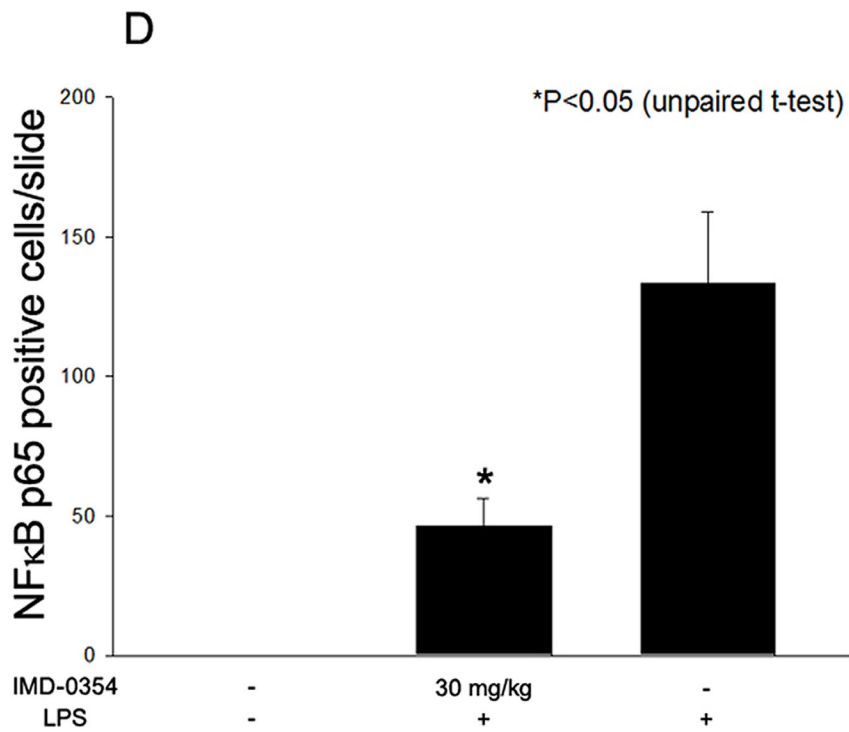 D
*P<0.05 (unpaired t-test)
NFκB p65 positive cells/slide
200
150
100
50
0
*
IMD-0354 - 30 mg/kg -
LPS - + +